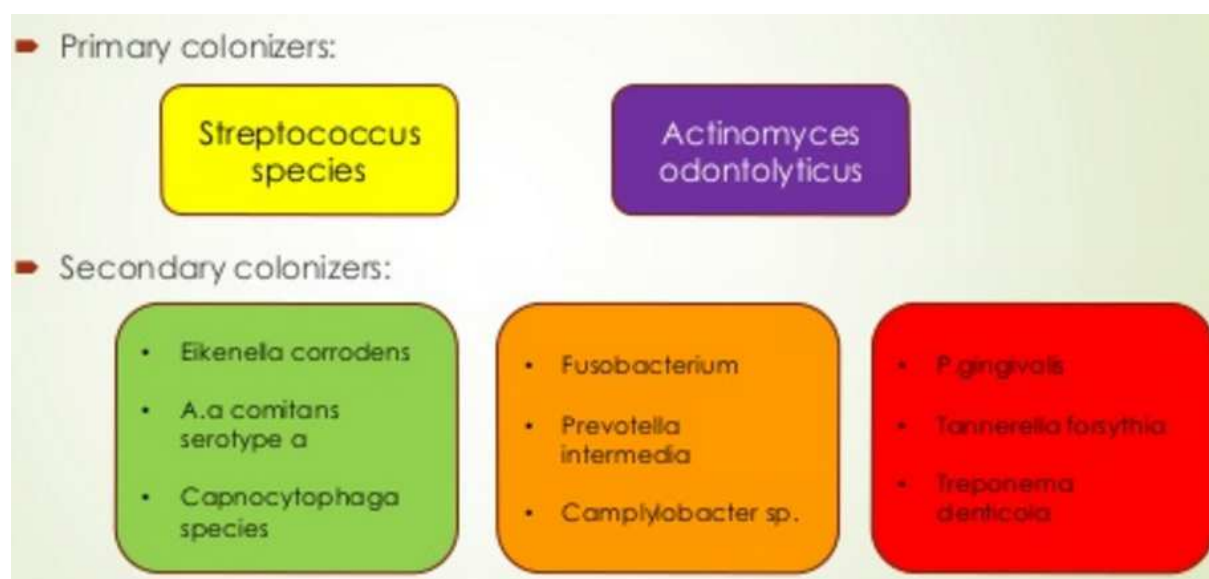 Primary colonizers:
Streptococcus
species
Actinomyces
odontolyticus
Secondary colonizers:
• Eikenella corrodens
• A.a comitans
serotype a
• Capnocytophaga
species
• Fusobacterium
• Prevotella
intermedia
• Camplylobacter sp.
• P.gingivalis
• Tannerella forsythia
• Treponema
denticola